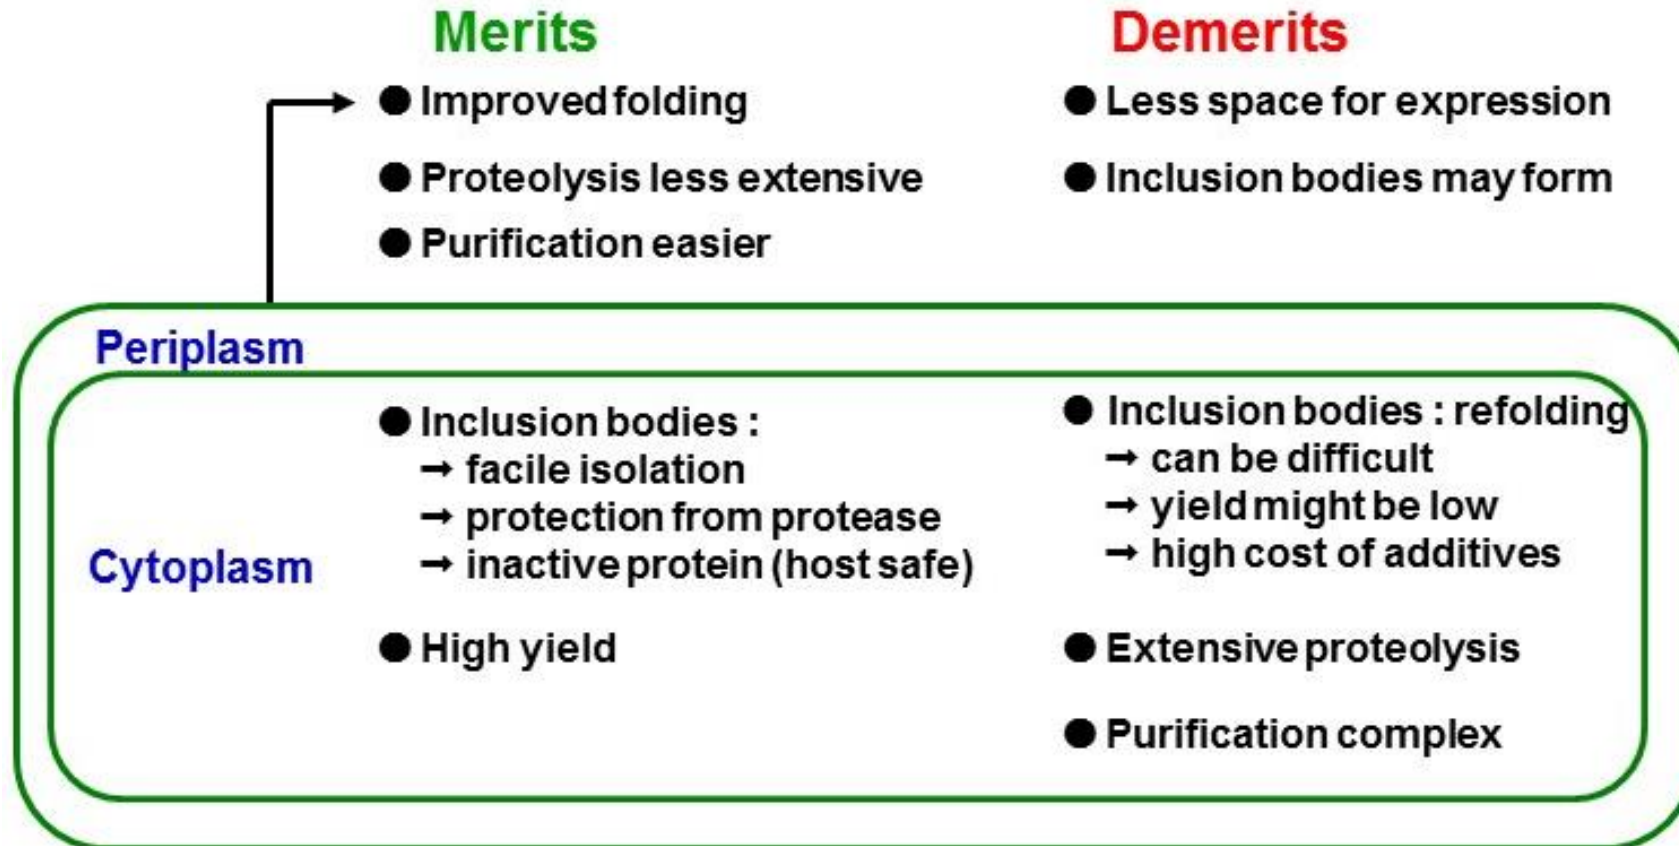 Merits Demerits
● Improved folding ● Less space for expression
● Proteolysis less extensive ● Inclusion bodies may form
● Purification easier
Periplasm
● Inclusion bodies : ● Inclusion bodies : refolding
→ facile isolation → can be difficult
→ protection from protease → yield might be low
Cytoplasm → inactive protein (host safe) → high cost of additives
● High yield ● Extensive proteolysis
● Purification complex